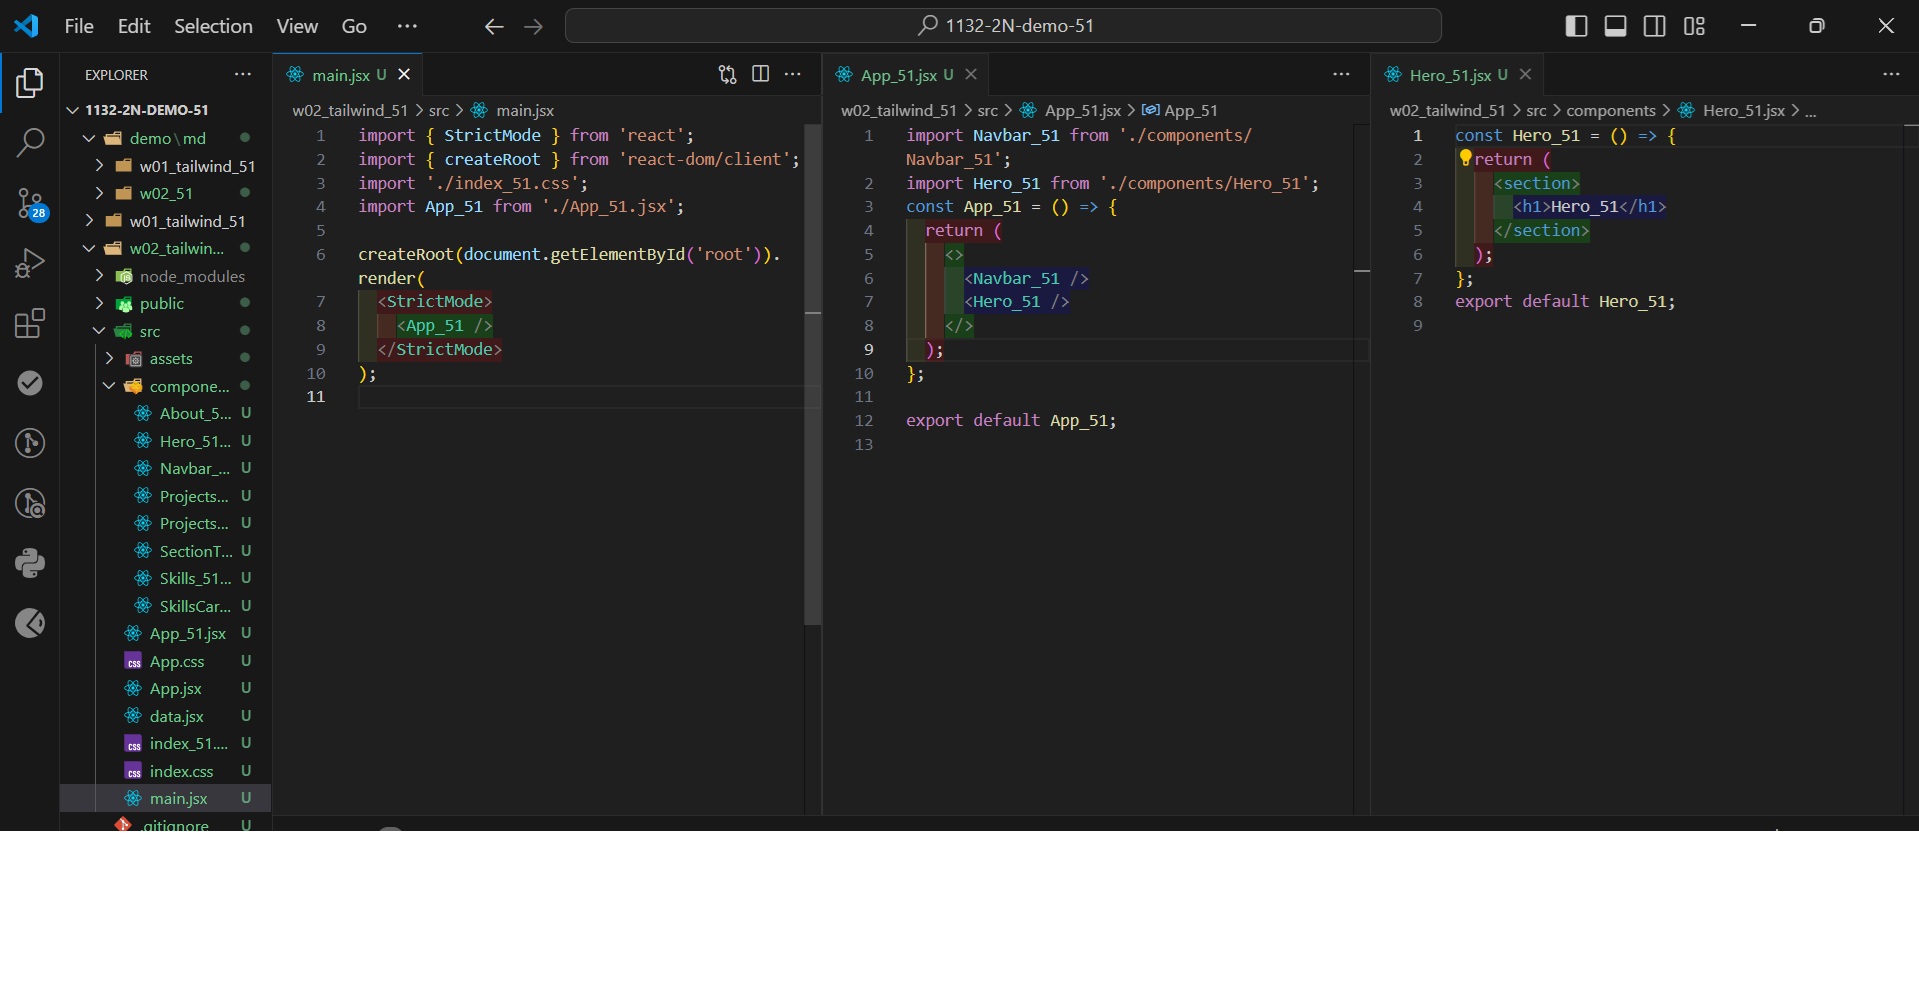 File Edit Selection View Go ··· 1132-2N-demo-51
EXPLORER ···
1132-2N-DEMO-51
demo\md
w01_tailwind_51
w02_51
w01_tailwind_51
w02_tailwin...
node_modules
public
src
assets
compone...
About_5... U
Hero_51... U
Navbar_... U
Projects... U
Projects... U
SectionT... U
Skills_51... U
SkillsCar... U
App_51.jsx U
App.css U
App.jsx U
data.jsx U
index_51.... U
index.css U
main.jsx U
.gitignore U
28
main.jsx U
w02_tailwind_51 > src > main.jsx
1 import { StrictMode } from 'react';
2 import { createRoot } from 'react-dom/client';
3 import './index_51.css';
4 import App_51 from './App_51.jsx';
5
6 createRoot(document.getElementById('root')).
render(
7 <StrictMode>
8 <App_51 />
9 </StrictMode>
10 );
11
App_51.jsx U
w02_tailwind_51 > src > App_51.jsx > App_51
1 import Navbar_51 from './components/
Navbar_51';
2 import Hero_51 from './components/Hero_51';
3 const App_51 = () => {
4 return (
5 <>
6 <Navbar_51 />
7 <Hero_51 />
8 </>
9 );
10 };
11
12 export default App_51;
13
Hero_51.jsx U
w02_tailwind_51 > src > components > Hero_51.jsx > ...
1 const Hero_51 = () => {
2 return (
3 <section>
4 <h1>Hero_51</h1>
5 </section>
6 );
7 };
8 export default Hero_51;
9